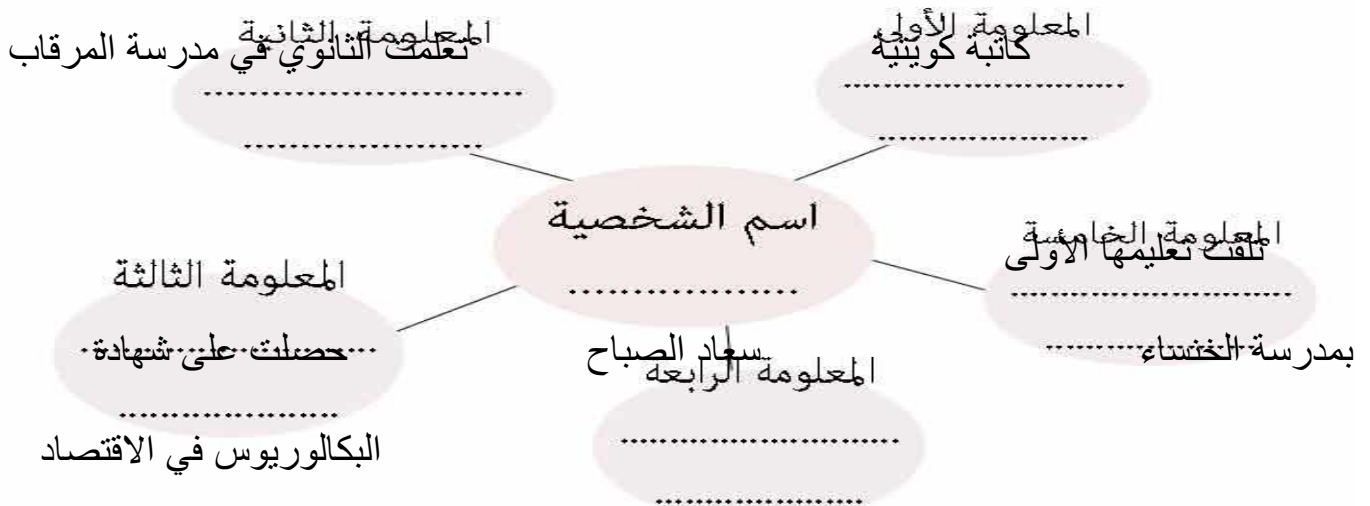 المعلومة الأولى
كاتبة كويتية
المعلومة الثانية
تعلمت الثانوي في مدرسة المرقاب
اسم الشخصية
سعاد الصباح
المعلومة الخامسة
تلقت تعليمها الأولى
بمدرسة الخنساء
المعلومة الثالثة
حصلت على شهادة
البكالوريوس في الاقتصاد
المعلومة الرابعة